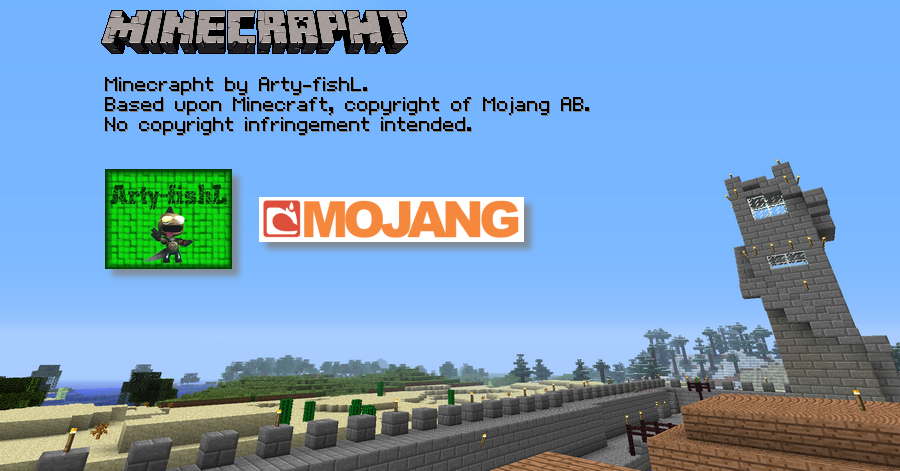 MINECRAPHT
Minecrapht by Arty-fishL.
Based upon Minecraft, copyright of Mojang AB.
No copyright infringement intended.
Arty-fishL
MOJANG